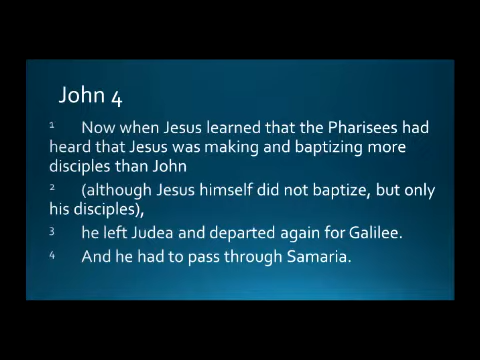 John 4
1 Now when Jesus learned that the Pharisees had
heard that Jesus was making and baptizing more
disciples than John
2 (although Jesus himself did not baptize, but only
his disciples),
3 he left Judea and departed again for Galilee.
4 And he had to pass through Samaria.